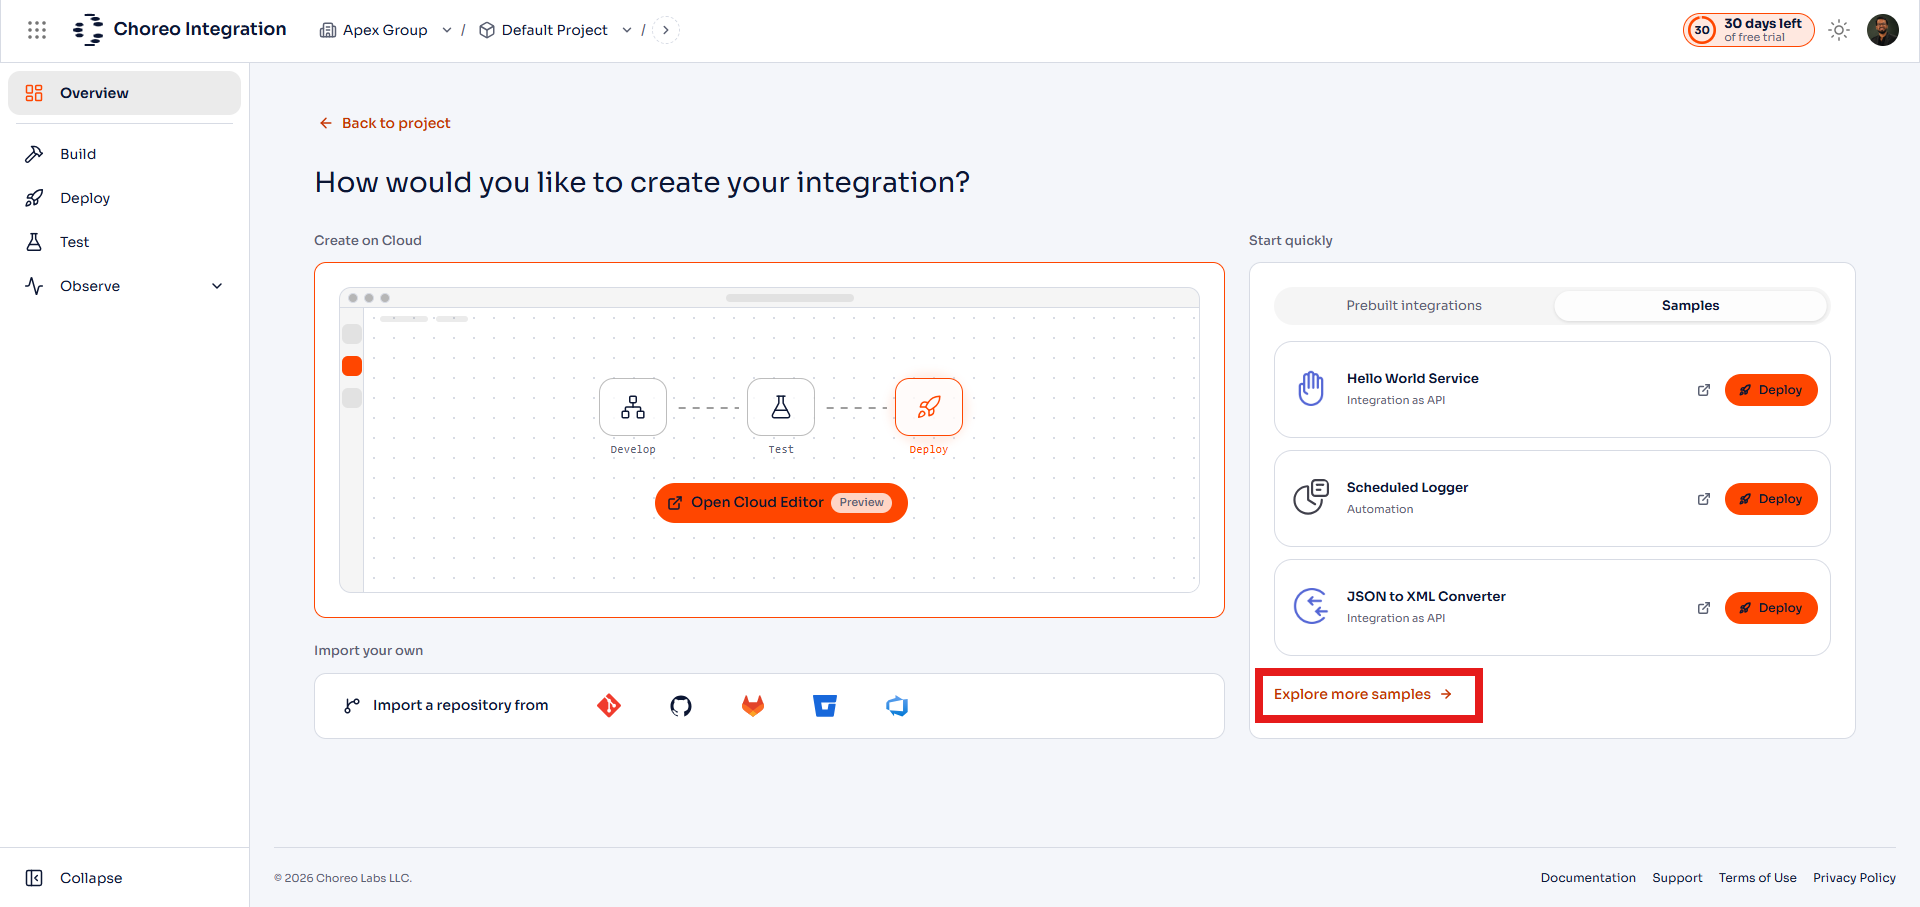 Choreo Integration
Apex Group / Default Project /
30 30 days left
of free trial
Overview
Build
Deploy
Test
Observe
Collapse
Back to project
How would you like to create your integration?
Create on Cloud
Develop
Test
Deploy
Open Cloud Editor Preview
Import your own
Import a repository from
Start quickly
Prebuilt integrations
Samples
Hello World Service
Integration as API
Deploy
Scheduled Logger
Automation
Deploy
JSON to XML Converter
Integration as API
Deploy
Explore more samples
© 2026 Choreo Labs LLC.
Documentation Support Terms of Use Privacy Policy